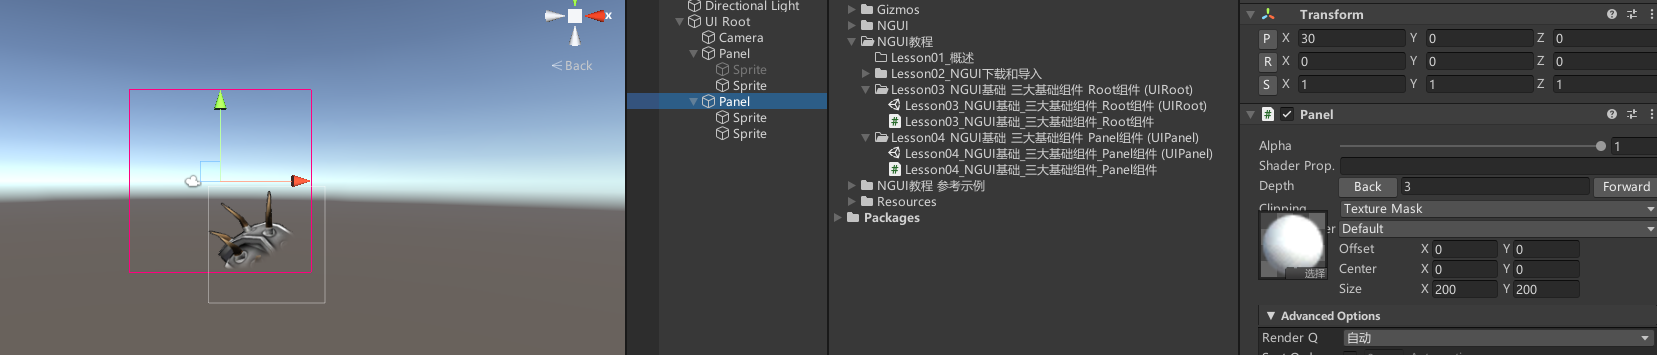 x
Back
Directional Light
UI Root
Camera
Panel
Sprite
Sprite
Panel
Sprite
Sprite
Gizmos
NGUI
NGUI教程
Lesson01_概述
Lesson02_NGUI下载和导入
Lesson03_NGUI基础_三大基础组件_Root组件 (UIRoot)
Lesson03_NGUI基础_三大基础组件_Root组件 (UIRoot)
Lesson03_NGUI基础_三大基础组件_Root组件
Lesson04_NGUI基础_三大基础组件_Panel组件 (UIPanel)
Lesson04_NGUI基础_三大基础组件_Panel组件 (UIPanel)
Lesson04_NGUI基础_三大基础组件_Panel组件
NGUI教程 参考示例
Resources
Packages
Transform
P X 30 Y 0 Z 0
R X 0 Y 0 Z 0
S X 1 Y 1 Z 1
# Panel
Alpha 1
Shader Prop.
Depth Back 3 Forward
Clipping Texture Mask
er Default
选择
Offset X 0 Y 0
Center X 0 Y 0
Size X 200 Y 200
Advanced Options
Render Q 自动